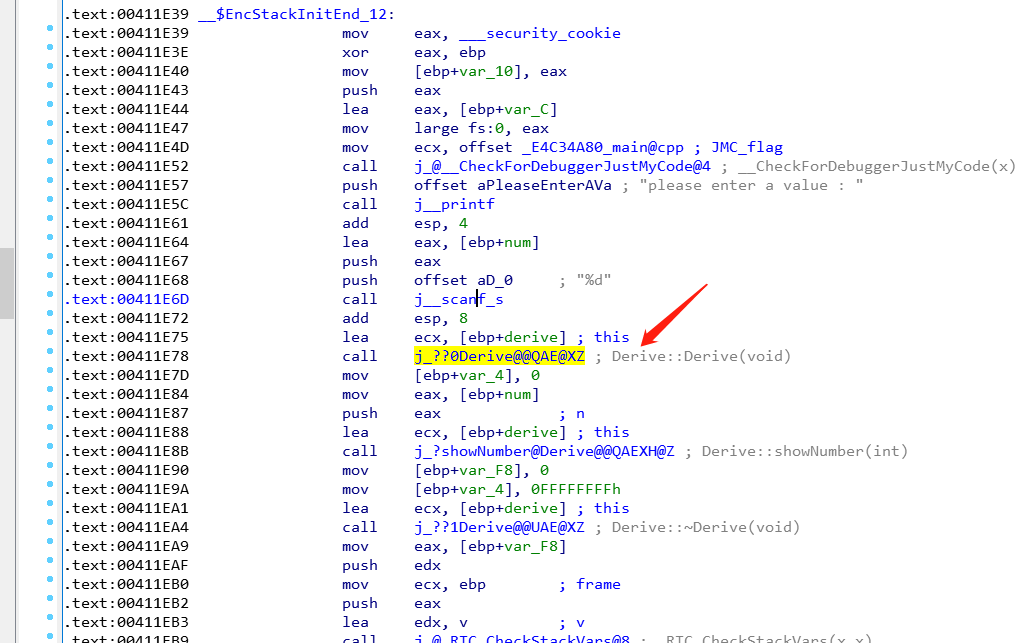 .text:00411E39 __$EncStackInitEnd_12:
.text:00411E39 mov eax, ___security_cookie
.text:00411E3E xor eax, ebp
.text:00411E40 mov [ebp+var_10], eax
.text:00411E43 push eax
.text:00411E44 lea eax, [ebp+var_C]
.text:00411E47 mov large fs:0, eax
.text:00411E4D mov ecx, offset _E4C34A80_main@cpp ; JMC_flag
.text:00411E52 call j_@__CheckForDebuggerJustMyCode@4 ; __CheckForDebuggerJustMyCode(x)
.text:00411E57 push offset aPleaseEnterAVa ; "please enter a value : "
.text:00411E5C call j__printf
.text:00411E61 add esp, 4
.text:00411E64 lea eax, [ebp+num]
.text:00411E67 push eax
.text:00411E68 push offset aD_0 ; "%d"
.text:00411E6D call j__scanf_s
.text:00411E72 add esp, 8
.text:00411E75 lea ecx, [ebp+derive] ; this
.text:00411E78 call j_??0Derive@@QAE@XZ ; Derive::Derive(void)
.text:00411E7D mov [ebp+var_4], 0
.text:00411E84 mov eax, [ebp+num]
.text:00411E87 push eax ; n
.text:00411E88 lea ecx, [ebp+derive] ; this
.text:00411E8B call j_?showNumber@Derive@@QAEXH@Z ; Derive::showNumber(int)
.text:00411E90 mov [ebp+var_F8], 0
.text:00411E9A mov [ebp+var_4], 0FFFFFFFFh
.text:00411EA1 lea ecx, [ebp+derive] ; this
.text:00411EA4 call j_??1Derive@@UAE@XZ ; Derive::~Derive(void)
.text:00411EA9 mov eax, [ebp+var_F8]
.text:00411EAF push edx
.text:00411EB0 mov ecx, ebp ; frame
.text:00411EB2 push eax
.text:00411EB3 lea edx, v ; v
.text:00411EB9 call j_@_RTC_CheckStackVars@8 ; _RTC_CheckStackVars(x,x)